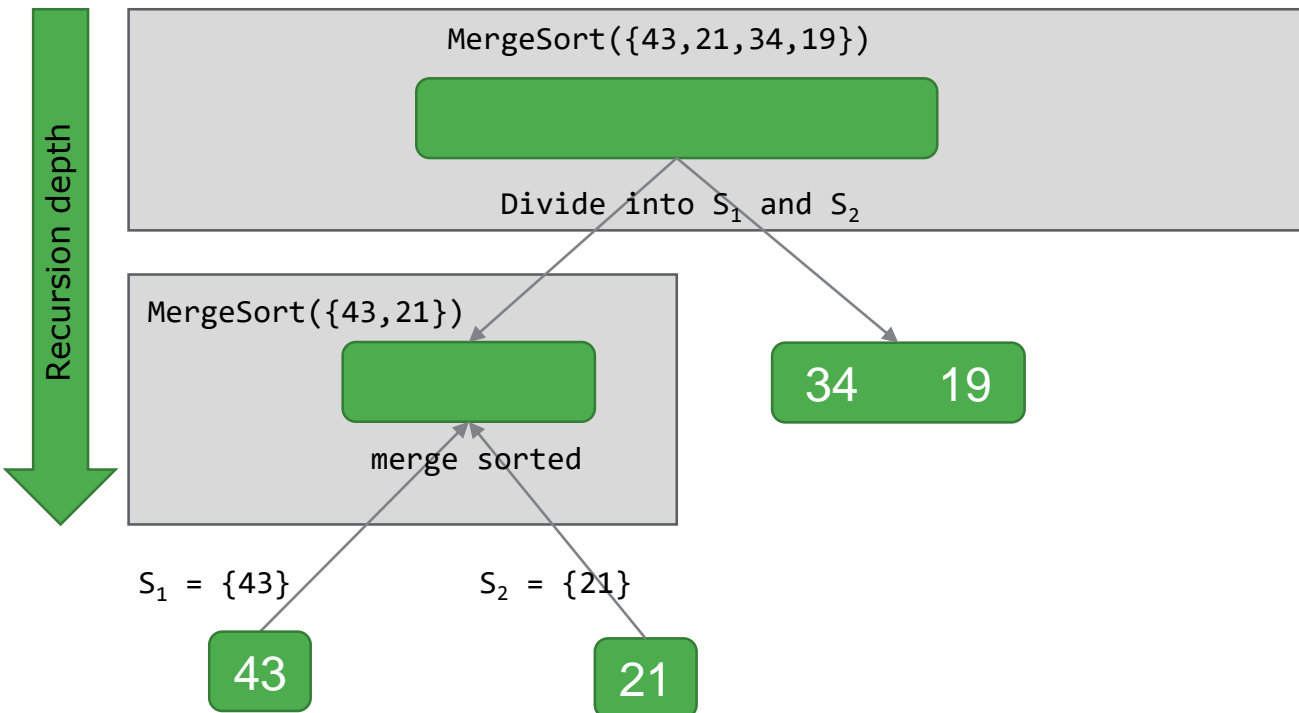 MergeSort({43,21,34,19})
Recursion depth
Divide into S₁ and S₂
MergeSort({43,21})
34 19
merge sorted
S₁ = {43}
S₂ = {21}
43
21